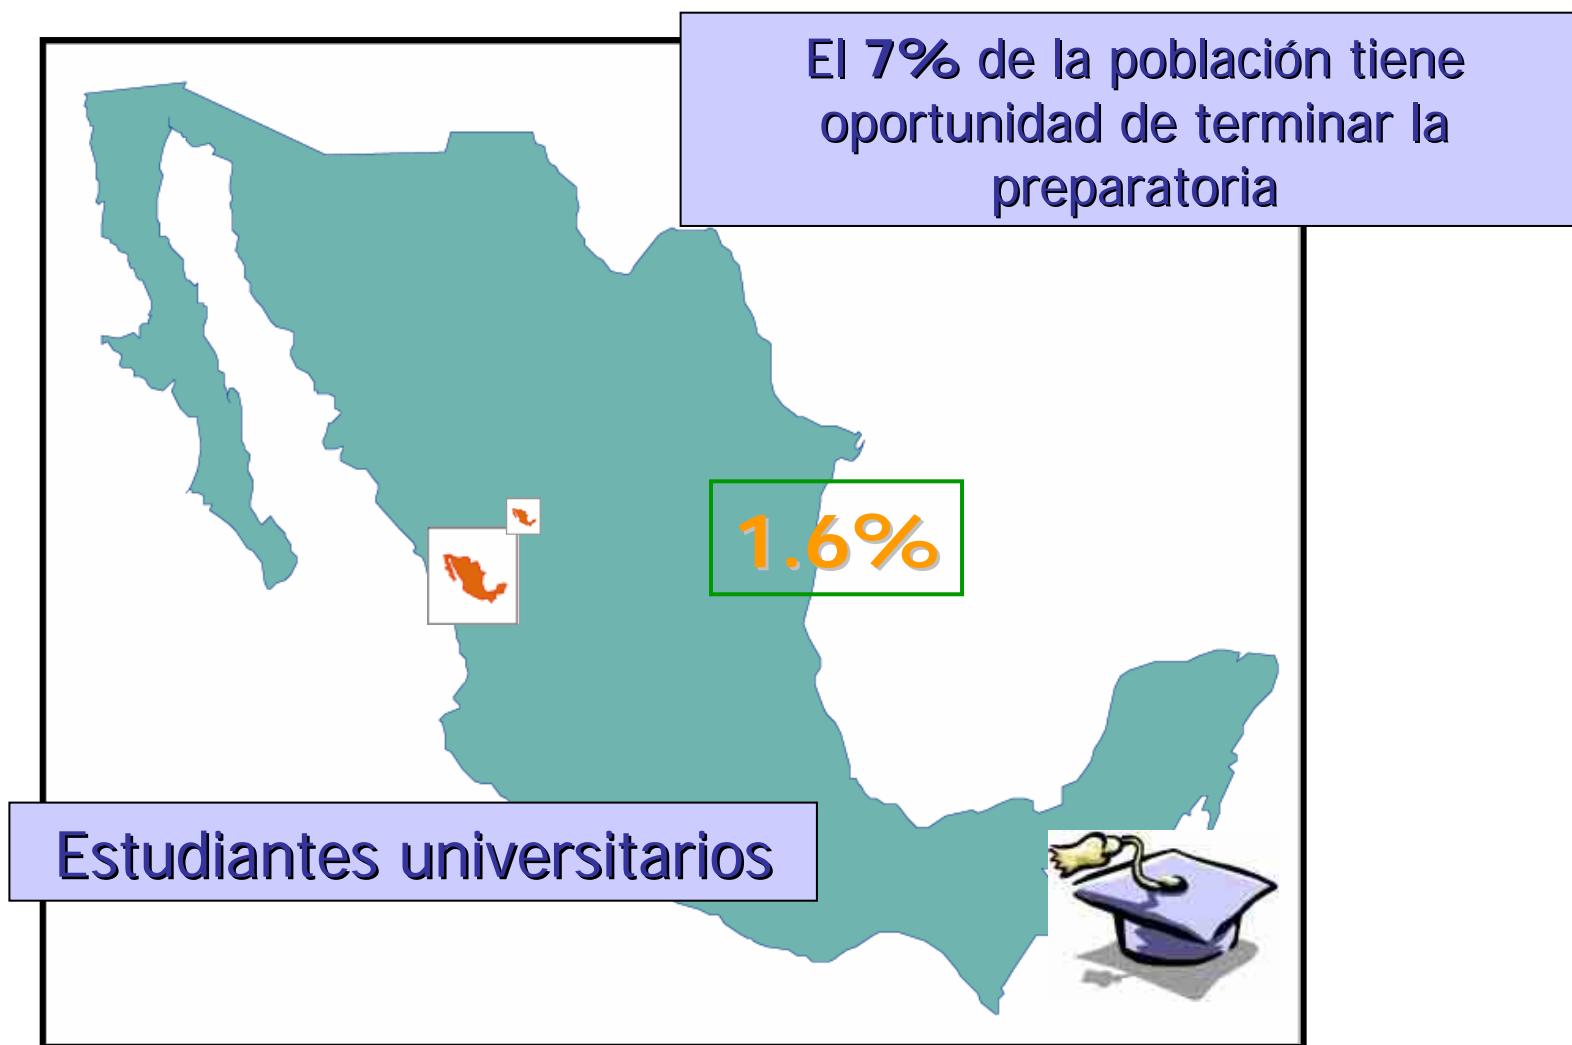 El 7% de la población tiene
oportunidad de terminar la
preparatoria
1.6%
Estudiantes universitarios